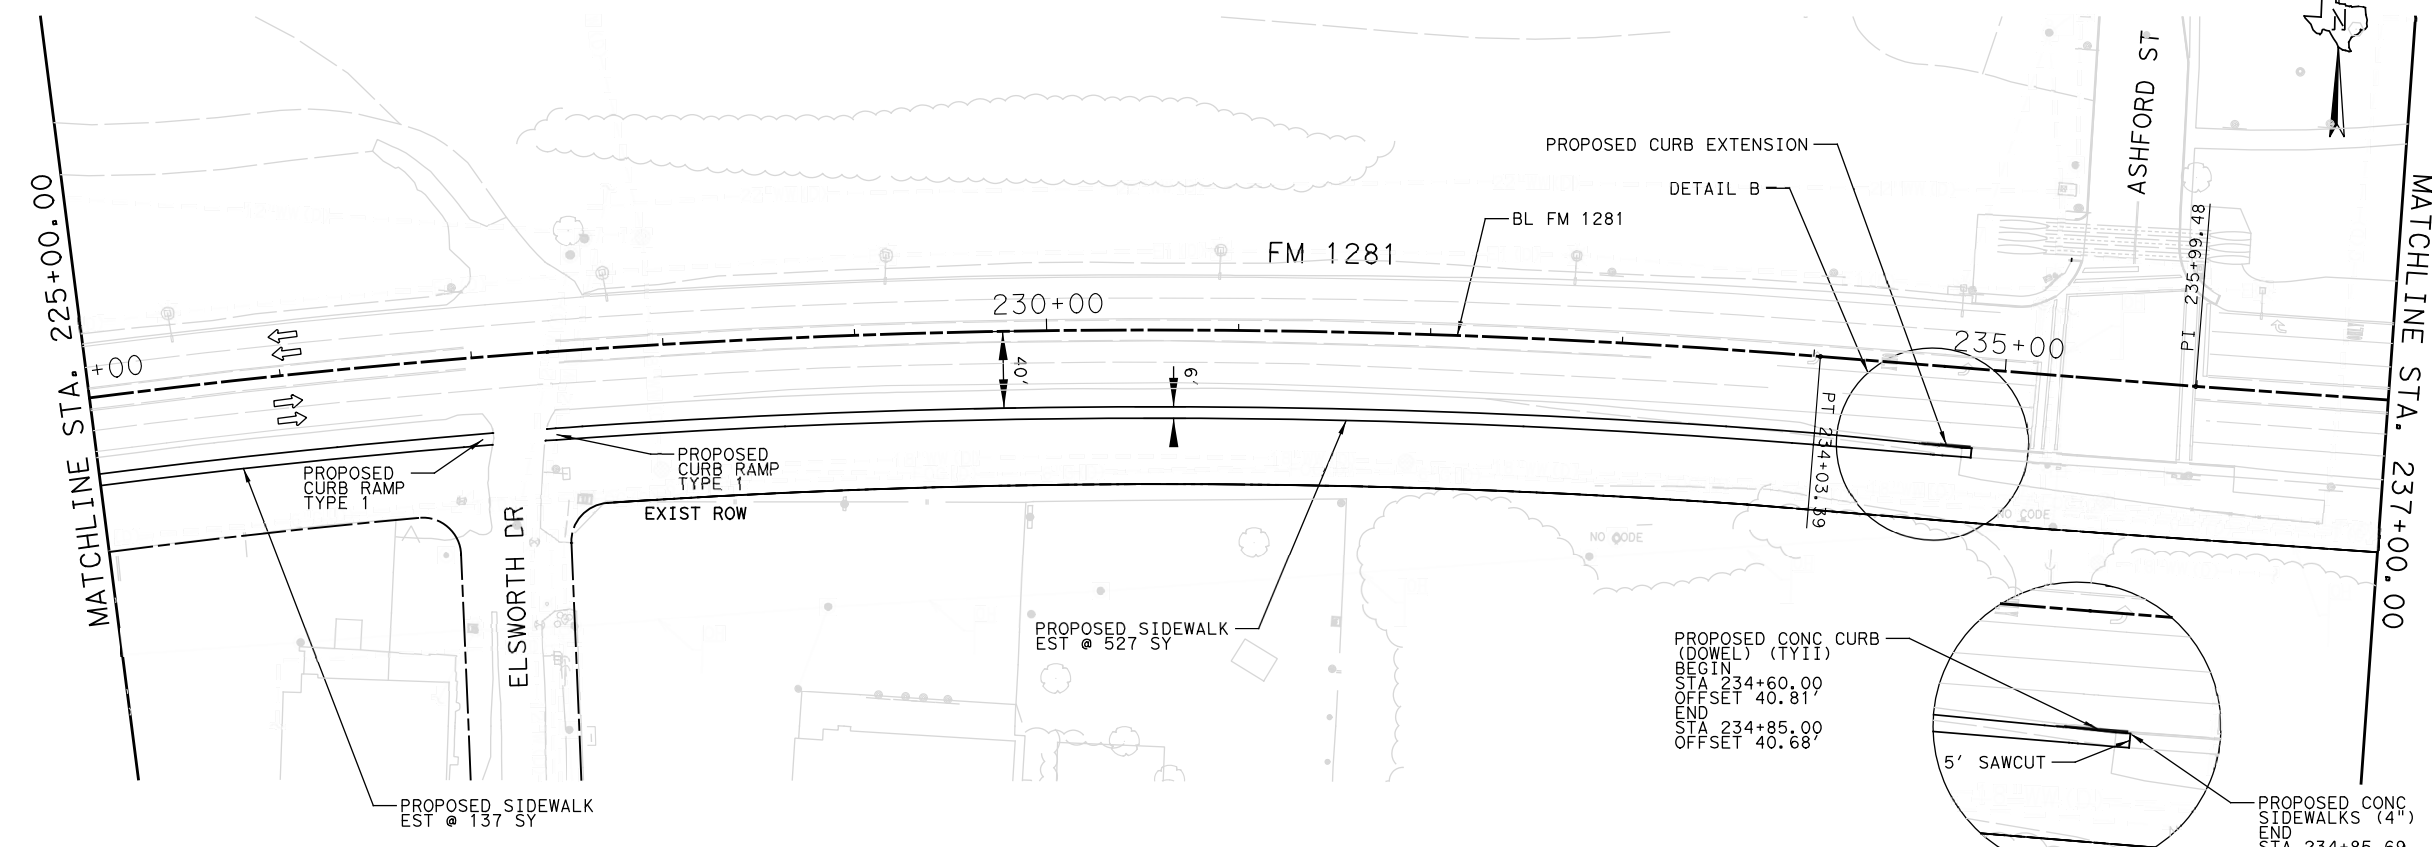 N
ASHFORD ST
PROPOSED CURB EXTENSION
DETAIL B
BL FM 1281
FM 1281
MATCHLINE STA. 225+00.00
MATCHLINE STA. 237+00.00
PI 235+99.48
230+00
235+00
+00
40'
6'
PT 234+03.39
PROPOSED
CURB RAMP
TYPE 1
PROPOSED
CURB RAMP
TYPE 1
EXIST ROW
ELSWORTH DR
NO CODE
NO CODE
PROPOSED SIDEWALK
EST @ 527 SY
PROPOSED CONC CURB
(DOWEL) (TYII)
BEGIN
STA 234+60.00
OFFSET 40.81'
END
STA 234+85.00
OFFSET 40.68'
5' SAWCUT
PROPOSED SIDEWALK
EST @ 137 SY
PROPOSED CONC
SIDEWALKS (4")
END
STA 234+85.69